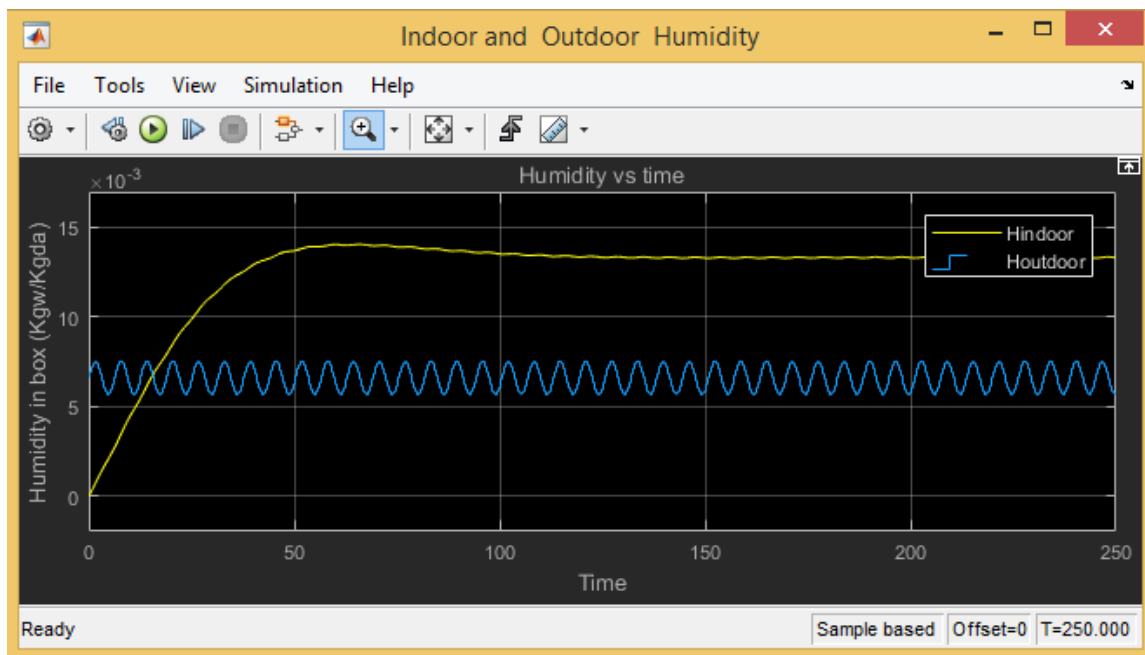 Indoor and Outdoor Humidity
File Tools View Simulation Help
Humidity vs time
×10-3
Humidity in box (Kgw/Kgda)
15
10
5
0
Hindoor
Houtdoor
0 50 100 150 200 250
Time
Ready
Sample based Offset=0 T=250.000